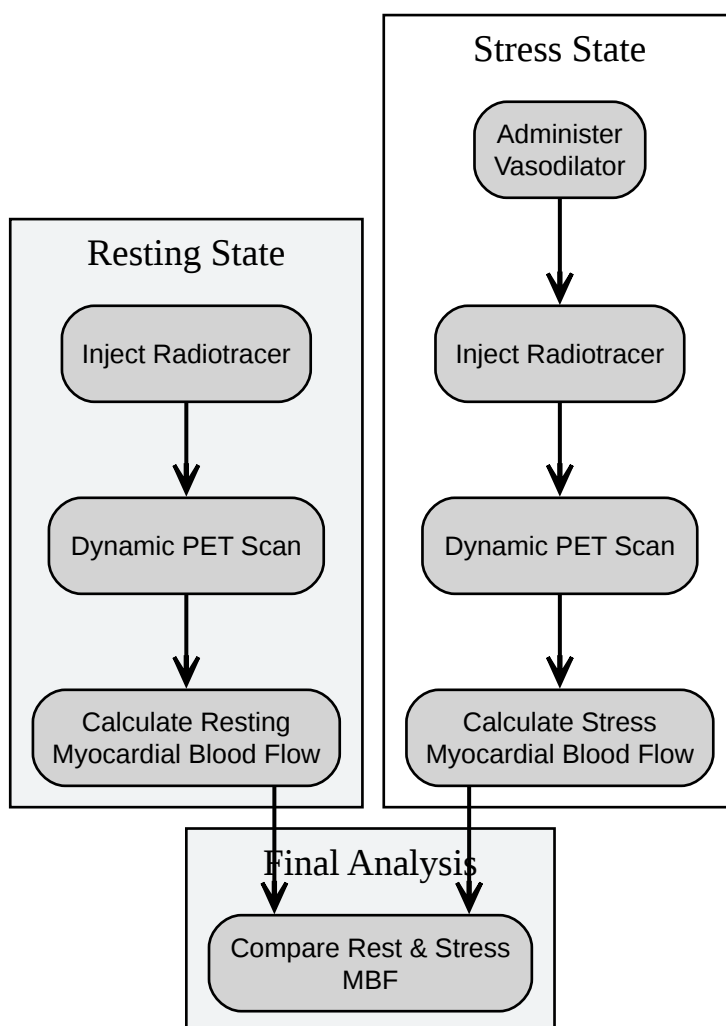 Resting State
Inject Radiotracer
Dynamic PET Scan
Calculate Resting
Myocardial Blood Flow
Stress State
Administer
Vasodilator
Inject Radiotracer
Dynamic PET Scan
Calculate Stress
Myocardial Blood Flow
Final Analysis
Compare Rest & Stress
MBF